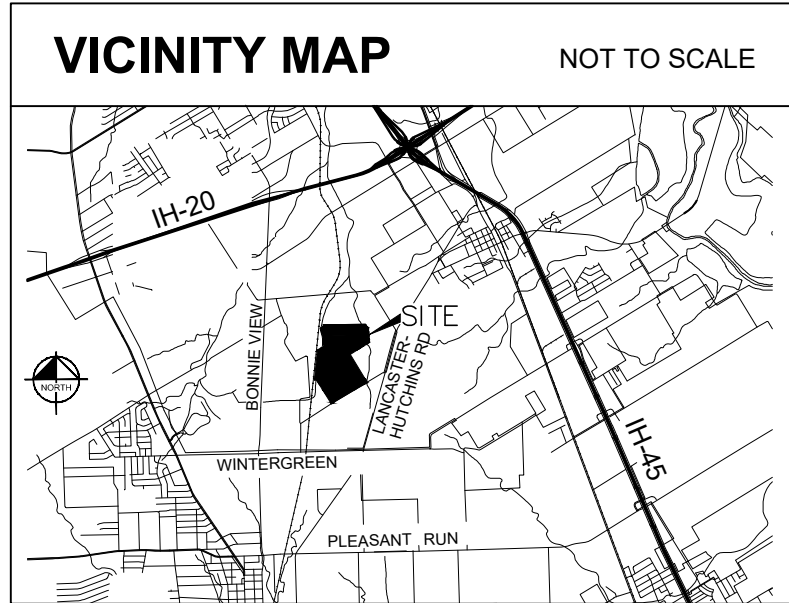 VICINITY MAP
NOT TO SCALE
IH-20
SITE
BONNIE VIEW
LANCASTER-
HUTCHINS RD
NORTH
IH-45
WINTERGREEN
PLEASANT RUN